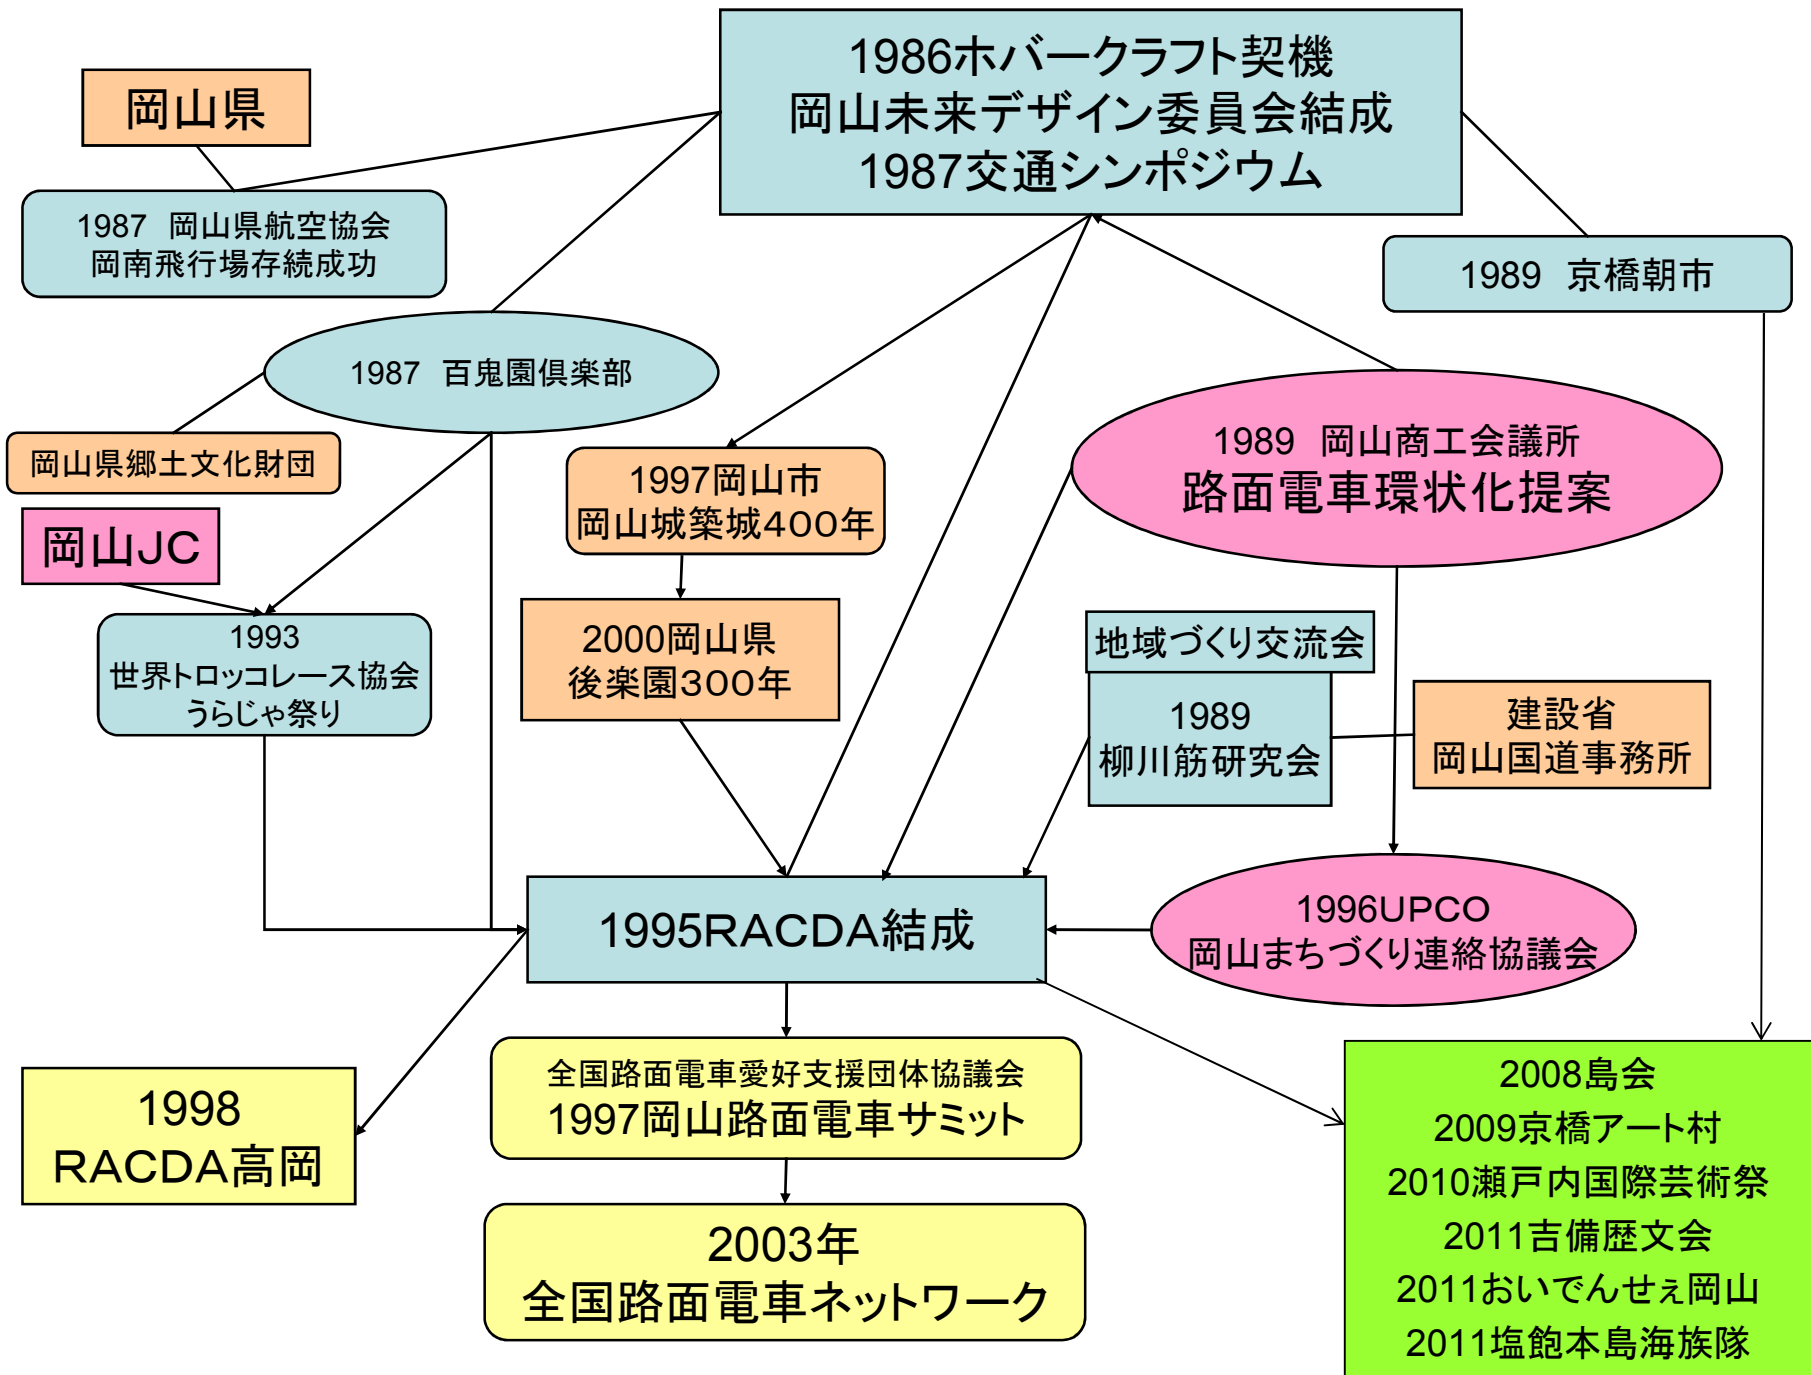 1986ホバークラフト契機
岡山未来デザイン委員会結成
1987交通シンポジウム
岡山県
1987　岡山県航空協会
岡南飛行場存続成功
1989　京橋朝市
1987　百鬼園倶楽部
岡山県郷土文化財団
1997岡山市
岡山城築城４００年
1989　岡山商工会議所
路面電車環状化提案
岡山ＪＣ
1993
世界トロッコレース協会
うらじゃ祭り
2000岡山県
後楽園３００年
地域づくり交流会
1989
柳川筋研究会
建設省
岡山国道事務所
1995ＲＡＣＤＡ結成
1996ＵＰＣＯ
岡山まちづくり連絡協議会
1998
ＲＡＣＤＡ高岡
全国路面電車愛好支援団体協議会
1997岡山路面電車サミット
2003年
全国路面電車ネットワーク
2008島会
2009京橋アート村
2010瀬戸内国際芸術祭
2011吉備歴文会
2011おいでんせぇ岡山
2011塩飽本島海族隊